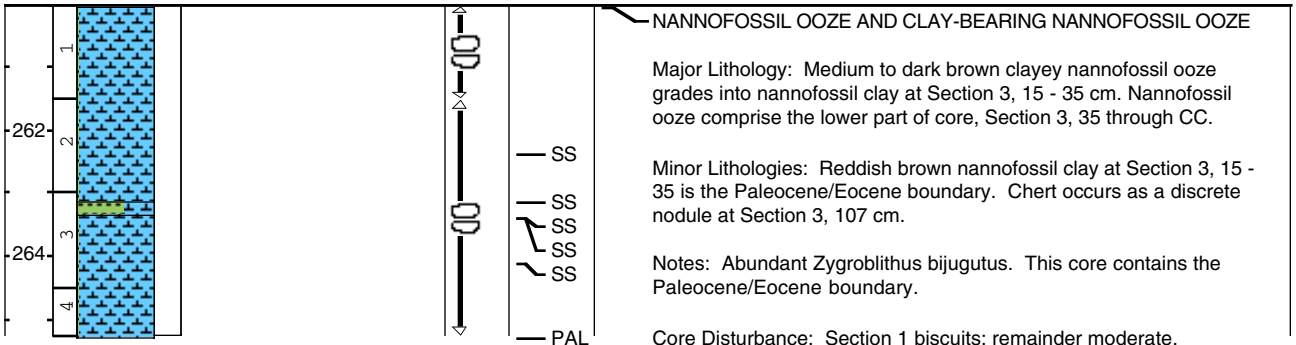 NANNOFOSSIL OOZE AND CLAY-BEARING NANNOFOSSIL OOZE
Major Lithology: Medium to dark brown clayey nannofossil ooze
grades into nannofossil clay at Section 3, 15 - 35 cm. Nannofossil
ooze comprise the lower part of core, Section 3, 35 through CC.
Minor Lithologies: Reddish brown nannofossil clay at Section 3, 15 -
35 is the Paleocene/Eocene boundary. Chert occurs as a discrete
nodule at Section 3, 107 cm.
Notes: Abundant Zygroblithus bijugutus. This core contains the
Paleocene/Eocene boundary.
Core Disturbance: Section 1 biscuits; remainder moderate.
1
262
2
SS
SS
3
SS
SS
264
SS
4
PAL